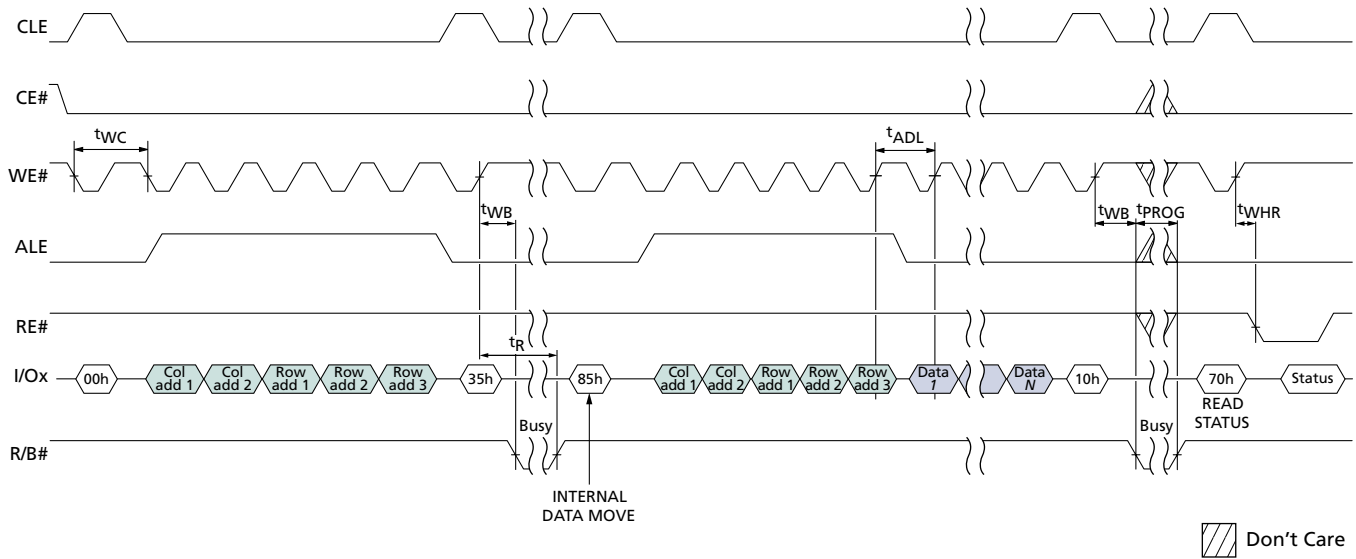 CLE
CE#
tWC
tADL
WE#
tWB
tWB
tPROG
tWHR
ALE
RE#
tR
I/Ox
00h
Col add 1
Col add 2
Row add 1
Row add 2
Row add 3
35h
85h
Col add 1
Col add 2
Row add 1
Row add 2
Row add 3
Data 1
Data N
10h
70h
Status
READ
STATUS
Busy
Busy
R/B#
INTERNAL
DATA MOVE
Don't Care